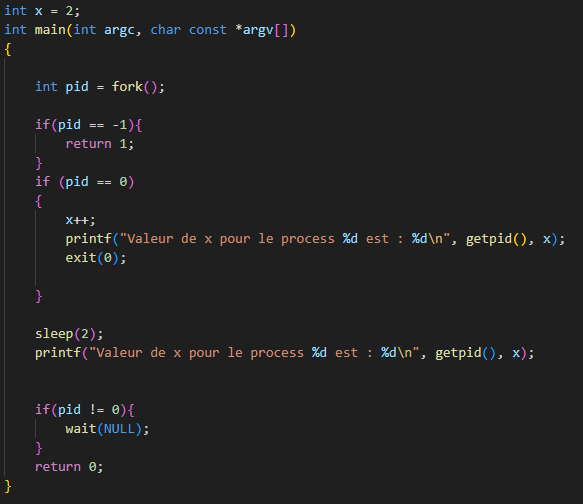 int x = 2;
int main(int argc, char const *argv[])
{
int pid = fork();
if(pid == -1){
return 1;
}
if (pid == 0)
{
x++;
printf("Valeur de x pour le process %d est : %d\n", getpid(), x);
exit(0);
}
sleep(2);
printf("Valeur de x pour le process %d est : %d\n", getpid(), x);
if(pid != 0){
wait(NULL);
}
return 0;
}